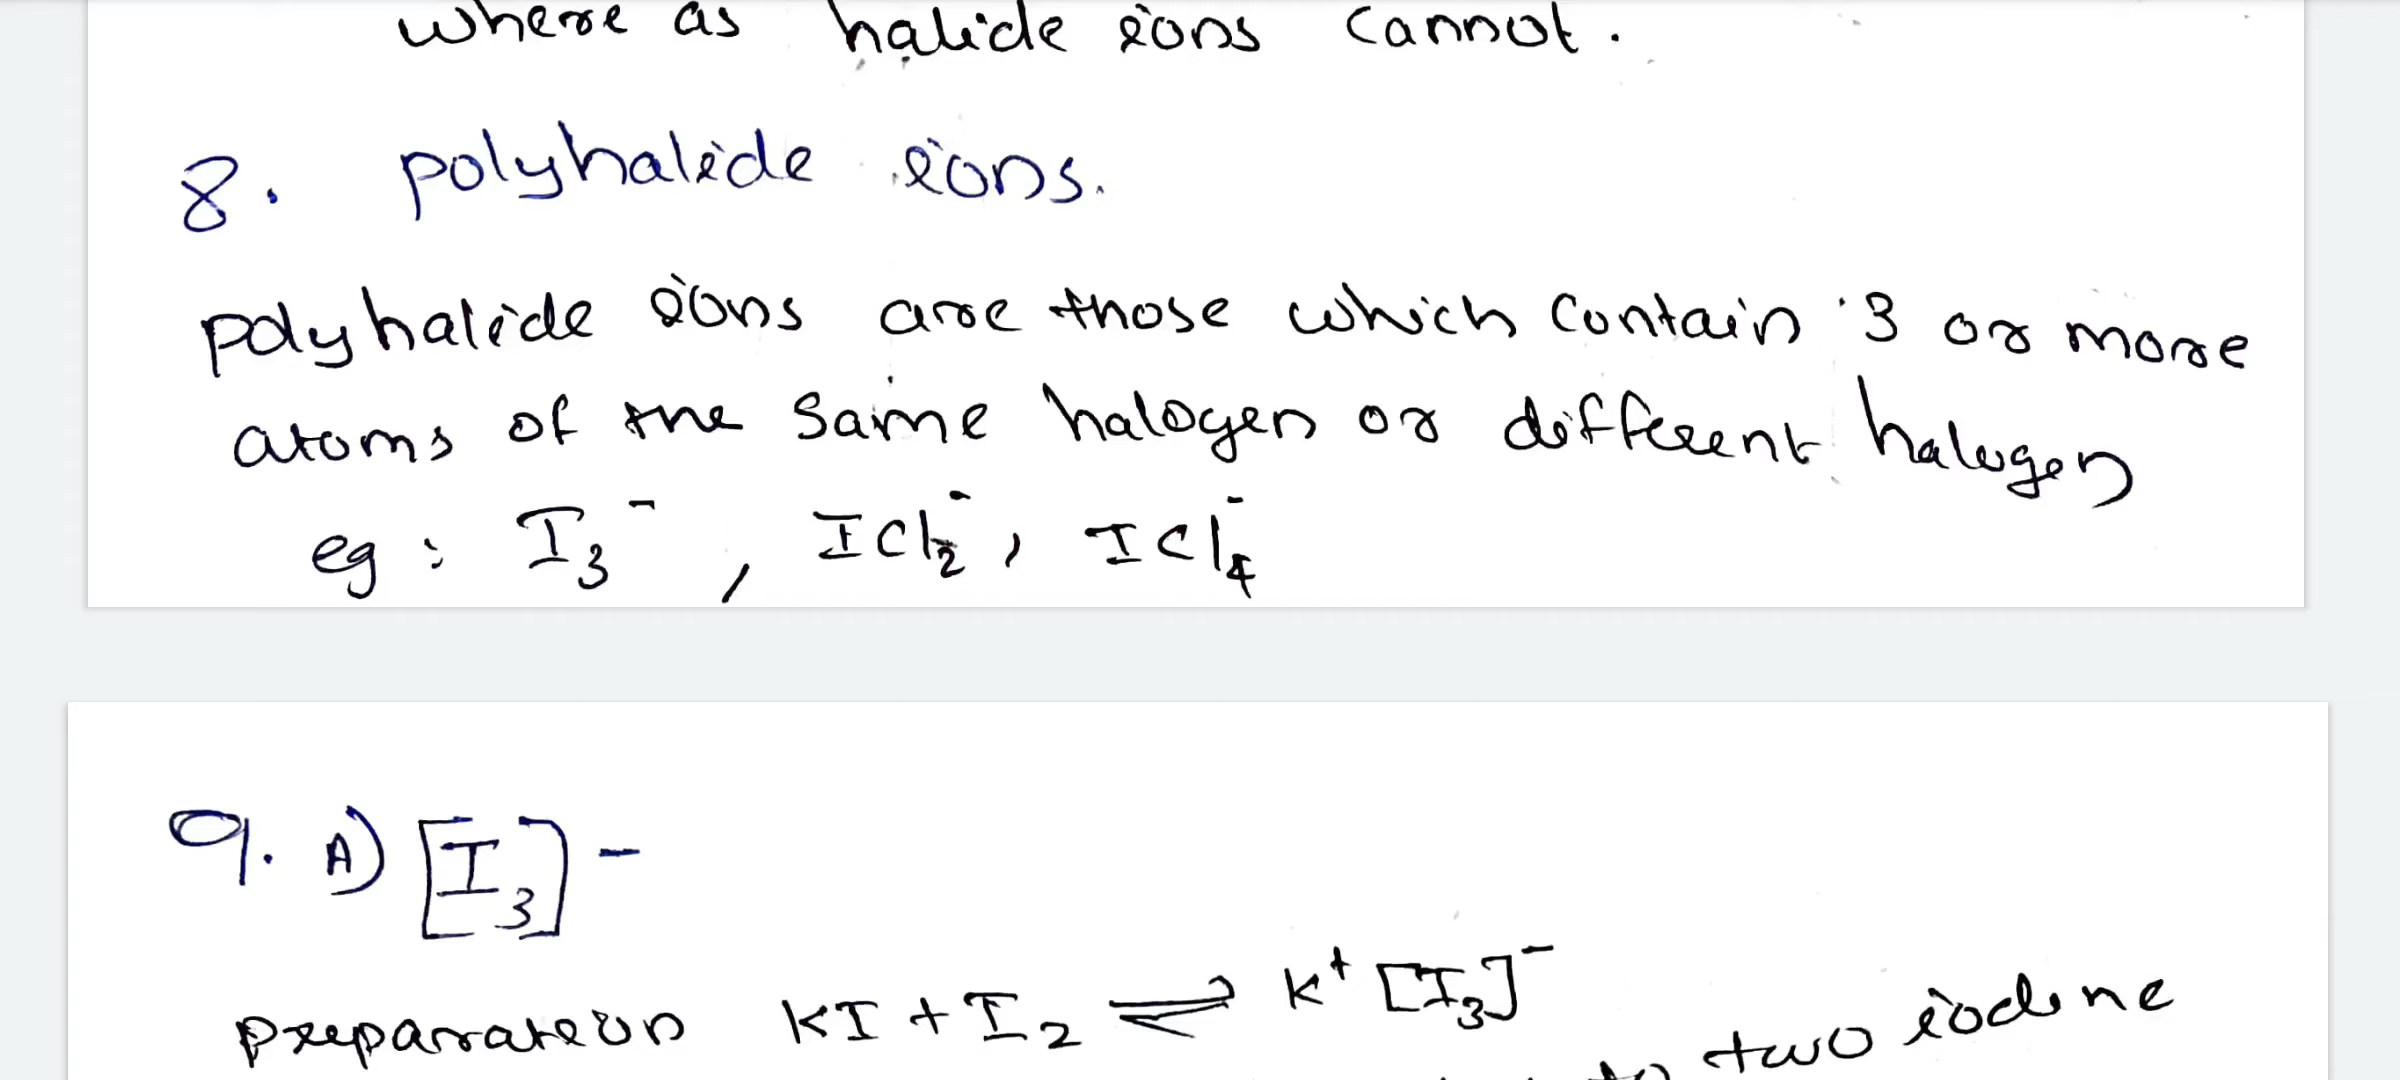 where as halide ions cannot.
8. polyhalide ions.
polyhalide ions are those which contain 3 or more
atoms of the same halogen or different halogen
eg : I₃⁻, ICl₂⁻, ICl₄⁻
9. A) [I₃]⁻
preparation KI + I₂ ⇌ K⁺ [I₃]⁻
two iodine